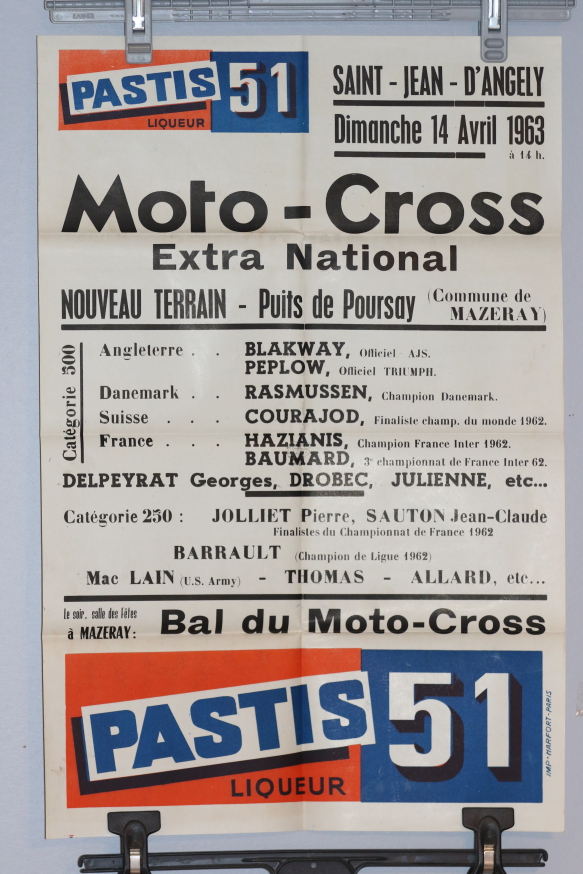 PASTIS 51
LIQUEUR
SAINT - JEAN - D'ANGELY
Dimanche 14 Avril 1963
à 14 h.
Moto - Cross
Extra National
NOUVEAU TERRAIN - Puits de Poursay (Commune de MAZERAY)
Catégorie 500
Angleterre . . BLAKWAY, Officiel AJS.
PEPLOW, Officiel TRIUMPH.
Danemark . . RASMUSSEN, Champion Danemark.
Suisse . . . COURAJOD, Finaliste champ. du monde 1962.
France . . . HAZIANIS, Champion France Inter 1962.
BAUMARD, 3e championnat de France Inter 62.
DELPEYRAT Georges, DROBEC, JULIENNE, etc...
Catégorie 250 : JOLLIET Pierre, SAUTON Jean-Claude
Finalistes du Championnat de France 1962
BARRAULT (Champion de Ligue 1962)
Mac LAIN (U.S. Army) - THOMAS - ALLARD, etc...
le soir, salle des fêtes
à MAZERAY : Bal du Moto-Cross
PASTIS 51
LIQUEUR
IMP. HARFORT-PARIS